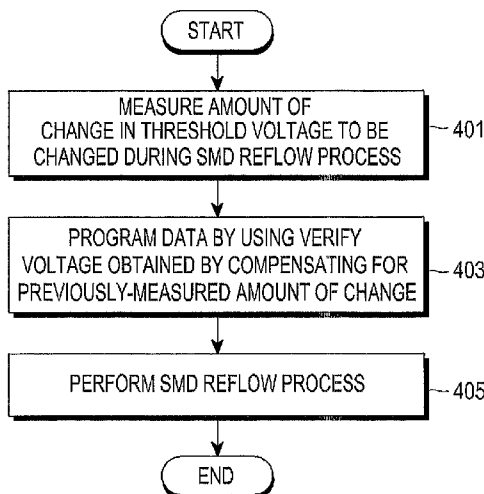 START
MEASURE AMOUNT OF
CHANGE IN THRESHOLD VOLTAGE TO BE
CHANGED DURING SMD REFLOW PROCESS
401
PROGRAM DATA BY USING VERIFY
VOLTAGE OBTAINED BY COMPENSATING FOR
PREVIOUSLY-MEASURED AMOUNT OF CHANGE
403
PERFORM SMD REFLOW PROCESS
405
END